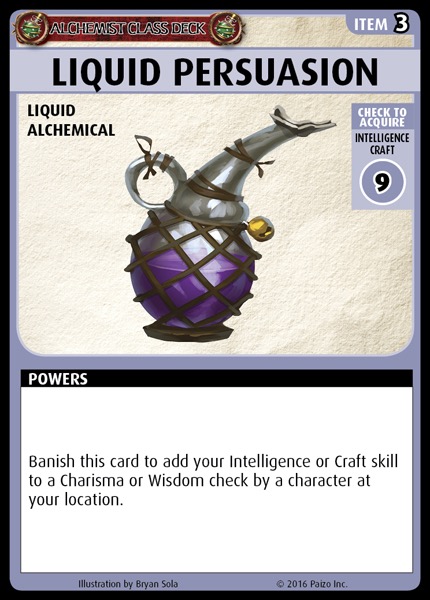 ALCHEMIST CLASS DECK
ITEM 3
LIQUID PERSUASION
LIQUID
ALCHEMICAL
CHECK TO
ACQUIRE
INTELLIGENCE
CRAFT
9
POWERS
Banish this card to add your Intelligence or Craft skill
to a Charisma or Wisdom check by a character at
your location.
Illustration by Bryan Sola
© 2016 Paizo Inc.